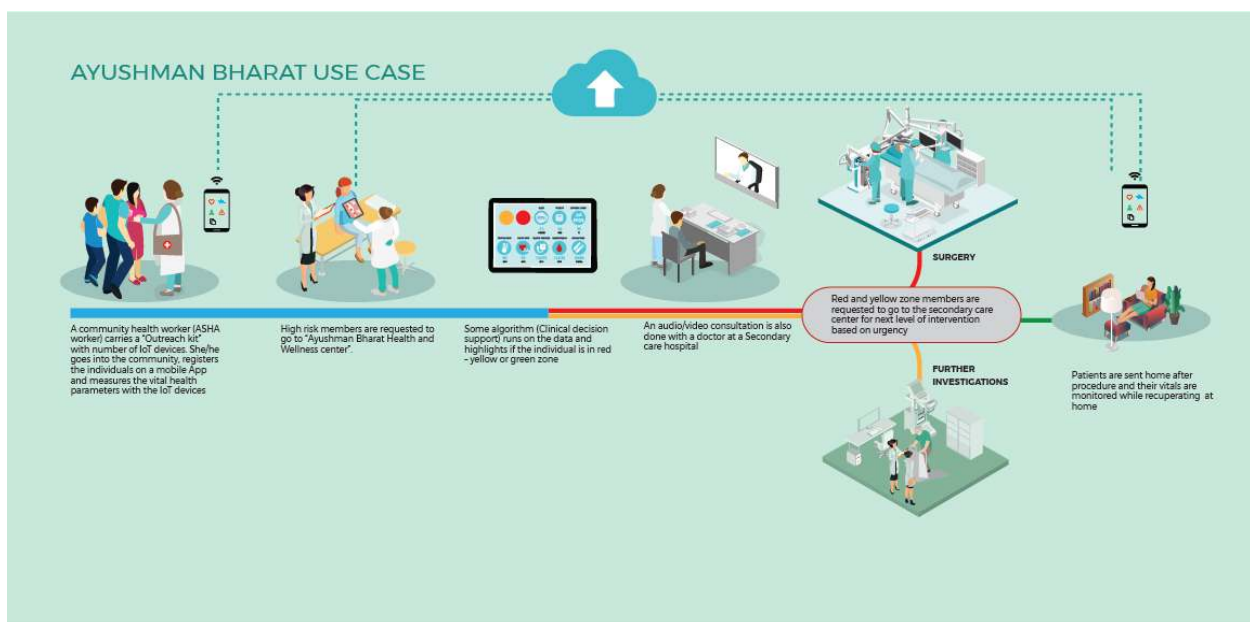 AYUSHMAN BHARAT USE CASE
A community health worker (ASHA
worker) carries a "Outreach kit"
with number of IoT devices. She/he
goes into the community, registers
the individuals on a mobile App
and measures the vital health
parameters with the IoT devices
High risk members are requested to
go to "Ayushman Bharat Health and
Wellness center".
Some algorithm (Clinical decision
support) runs on the data and
highlights if the individual is in red
– yellow or green zone
An audio/video consultation is also
done with a doctor at a Secondary
care hospital
SURGERY
Red and yellow zone members are
requested to go to the secondary care
center for next level of intervention
based on urgency
FURTHER
INVESTIGATIONS
Patients are sent home after
procedure and their vitals are
monitored while recuperating at
home